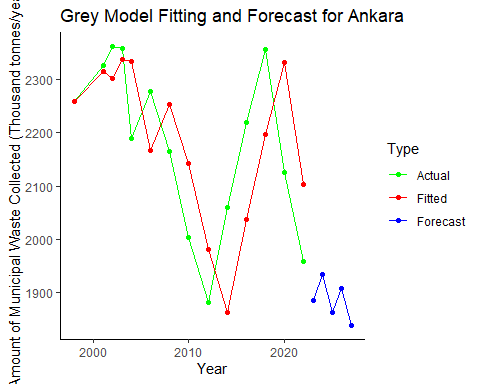 Grey Model Fitting and Forecast for Ankara
Amount of Municipal Waste Collected (Thousand tonnes/yea
2300
2200
2100
2000
1900
2000
2010
2020
Year
Type
Actual
Fitted
Forecast